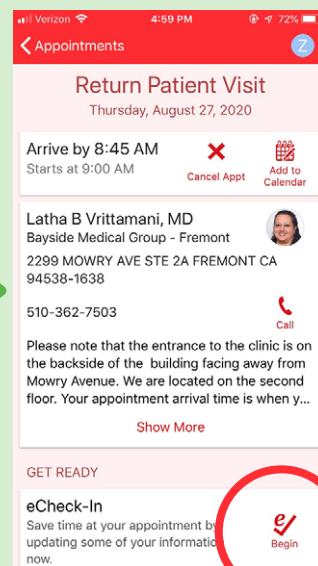 Verizon 4:59 PM 72%
Appointments Z
Return Patient Visit
Thursday, August 27, 2020
Arrive by 8:45 AM
Starts at 9:00 AM
Cancel Appt
Add to
Calendar
Latha B Vrittamani, MD
Bayside Medical Group - Fremont
2299 MOWRY AVE STE 2A FREMONT CA
94538-1638
510-362-7503
Call
Please note that the entrance to the clinic is on
the backside of the building facing away from
Mowry Avenue. We are located on the second
floor. Your appointment arrival time is when y...
Show More
GET READY
eCheck-In
Save time at your appointment by
updating some of your informatio
now.
e
Begin